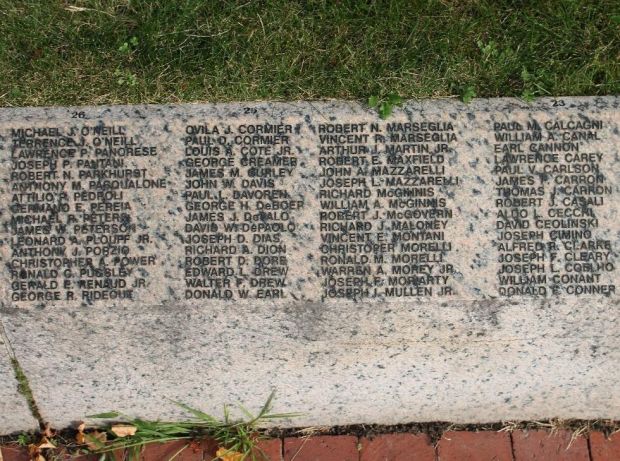 26
MICHAEL J. O'NEILL
TERRENCE J. O'NEILL
LAWRENCE P. PALORESE
JOSEPH P. PANTANI
ROBERT N. PARKHURST
ANTHONY M. PASQUALONE
ATTILIO P. PEDROLI
GERMANO E. PEREIA
MICHAEL R. PETERS
JAMES W. PETERSON
LEONARD A. PLOUFF JR.
ANTHONY J. PORZIO
CHRISTOPHER POWER
RONALD G. PUSSLEY
GERALD E. RENAUD JR.
GEORGE R. RIDEOUT
OVILA J. CORMIER
PAUL D. CORMIER
LOUIS A. COTE JR.
GEORGE CREAMER
JAMES M. CURLEY
JOHN W. DAVIS
PAUL L. DAVOREN
GEORGE H. DeBOER
JAMES J. DePALO
DAVID W. DePAOLO
JOSEPH D. DIAS
RICHARD A. DION
ROBERT D. DORE
EDWARD L. DREW
WALTER F. DREW
DONALD W. EARL
ROBERT N. MARSEGLIA
VINCENT R. MARSEGLIA
ARTHUR J. MARTIN JR.
ROBERT E. MAXFIELD
JOHN A. MAZZARELLI
JOSEPH L. MAZZARELLI
RICHARD McGINNIS
WILLIAM A. McGINNIS
ROBERT J. McGOVERN
RICHARD J. MALONEY
VINCENT E. MONTANI
CHRISTOPHER MORELLI
RONALD M. MORELLI
WARREN A. MOREY JR.
JOSEPH F. MORIARTY
JOSEPH J. MULLEN JR.
23
PAUL M. CALCAGNI
WILLIAM A. CANAL
EARL CANNON
LAWRENCE CAREY
PAUL V. CARLSON
JAMES P. CARRON
THOMAS J. CARRON
ROBERT J. CASALI
ALDO L. CECCHI
DAVID CEOLINSKI
JOSEPH CIMINO
ALFRED R. CLARKE
JOSEPH F. CLEARY
JOSEPH L. COELHO
WILLIAM CONANT
DONALD E. CONNER